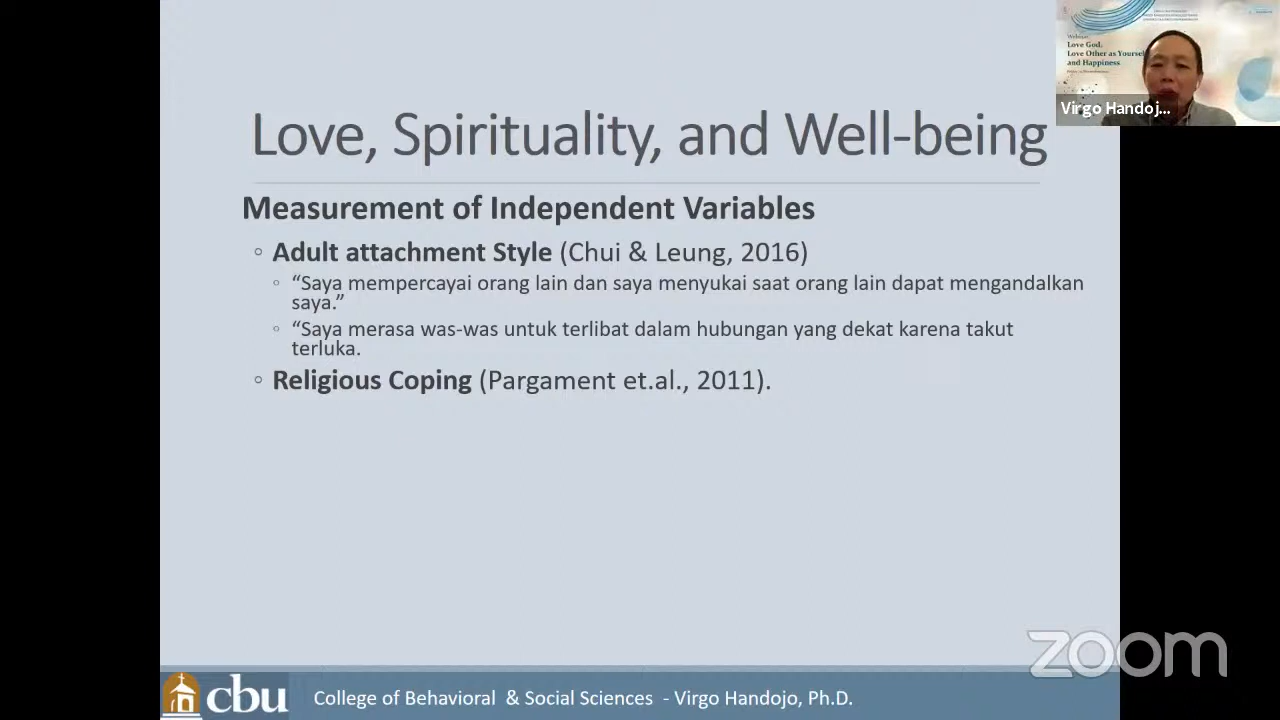 Webinar
Love God,
Love Other as Yourself
and Happiness
Virgo Handoj...
Love, Spirituality, and Well-being
Measurement of Independent Variables
◦ Adult attachment Style (Chui & Leung, 2016)
◦ “Saya mempercayai orang lain dan saya menyukai saat orang lain dapat mengandalkan
saya.”
◦ “Saya merasa was-was untuk terlibat dalam hubungan yang dekat karena takut
terluka.
◦ Religious Coping (Pargament et.al., 2011).
zoom
cbu
College of Behavioral & Social Sciences - Virgo Handojo, Ph.D.